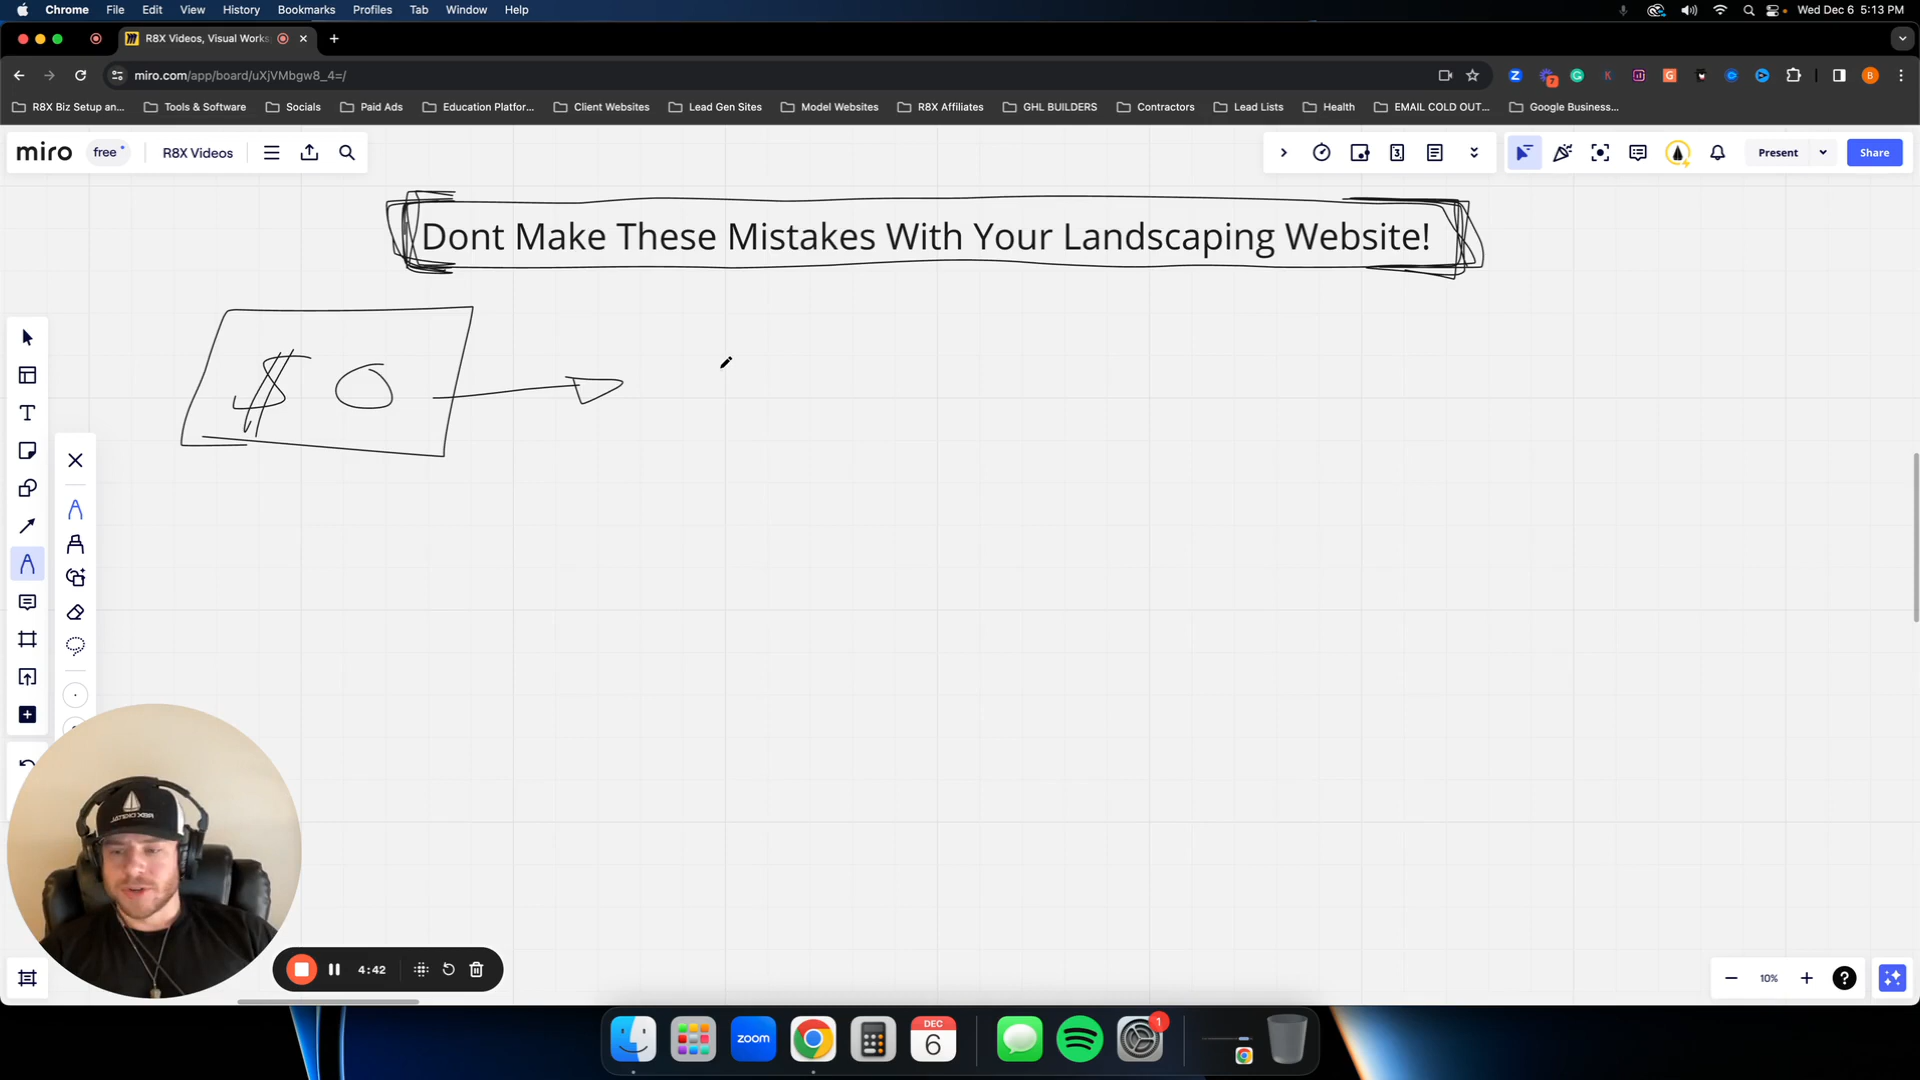 Chrome File Edit View History Bookmarks Profiles Tab Window Help
Wed Dec 6 5:13 PM
R8X Videos, Visual Works
miro.com/app/board/uXjVMbgw8_4=/
7
B
R8X Biz Setup an... Tools & Software Socials Paid Ads Education Platfor... Client Websites Lead Gen Sites Model Websites R8X Affiliates GHL BUILDERS Contractors Lead Lists Health EMAIL COLD OUT... Google Business...
miro free R8X Videos
3
Present
Share
Dont Make These Mistakes With Your Landscaping Website!
$ 0
4:42
10%
zoom
DEC
6
1